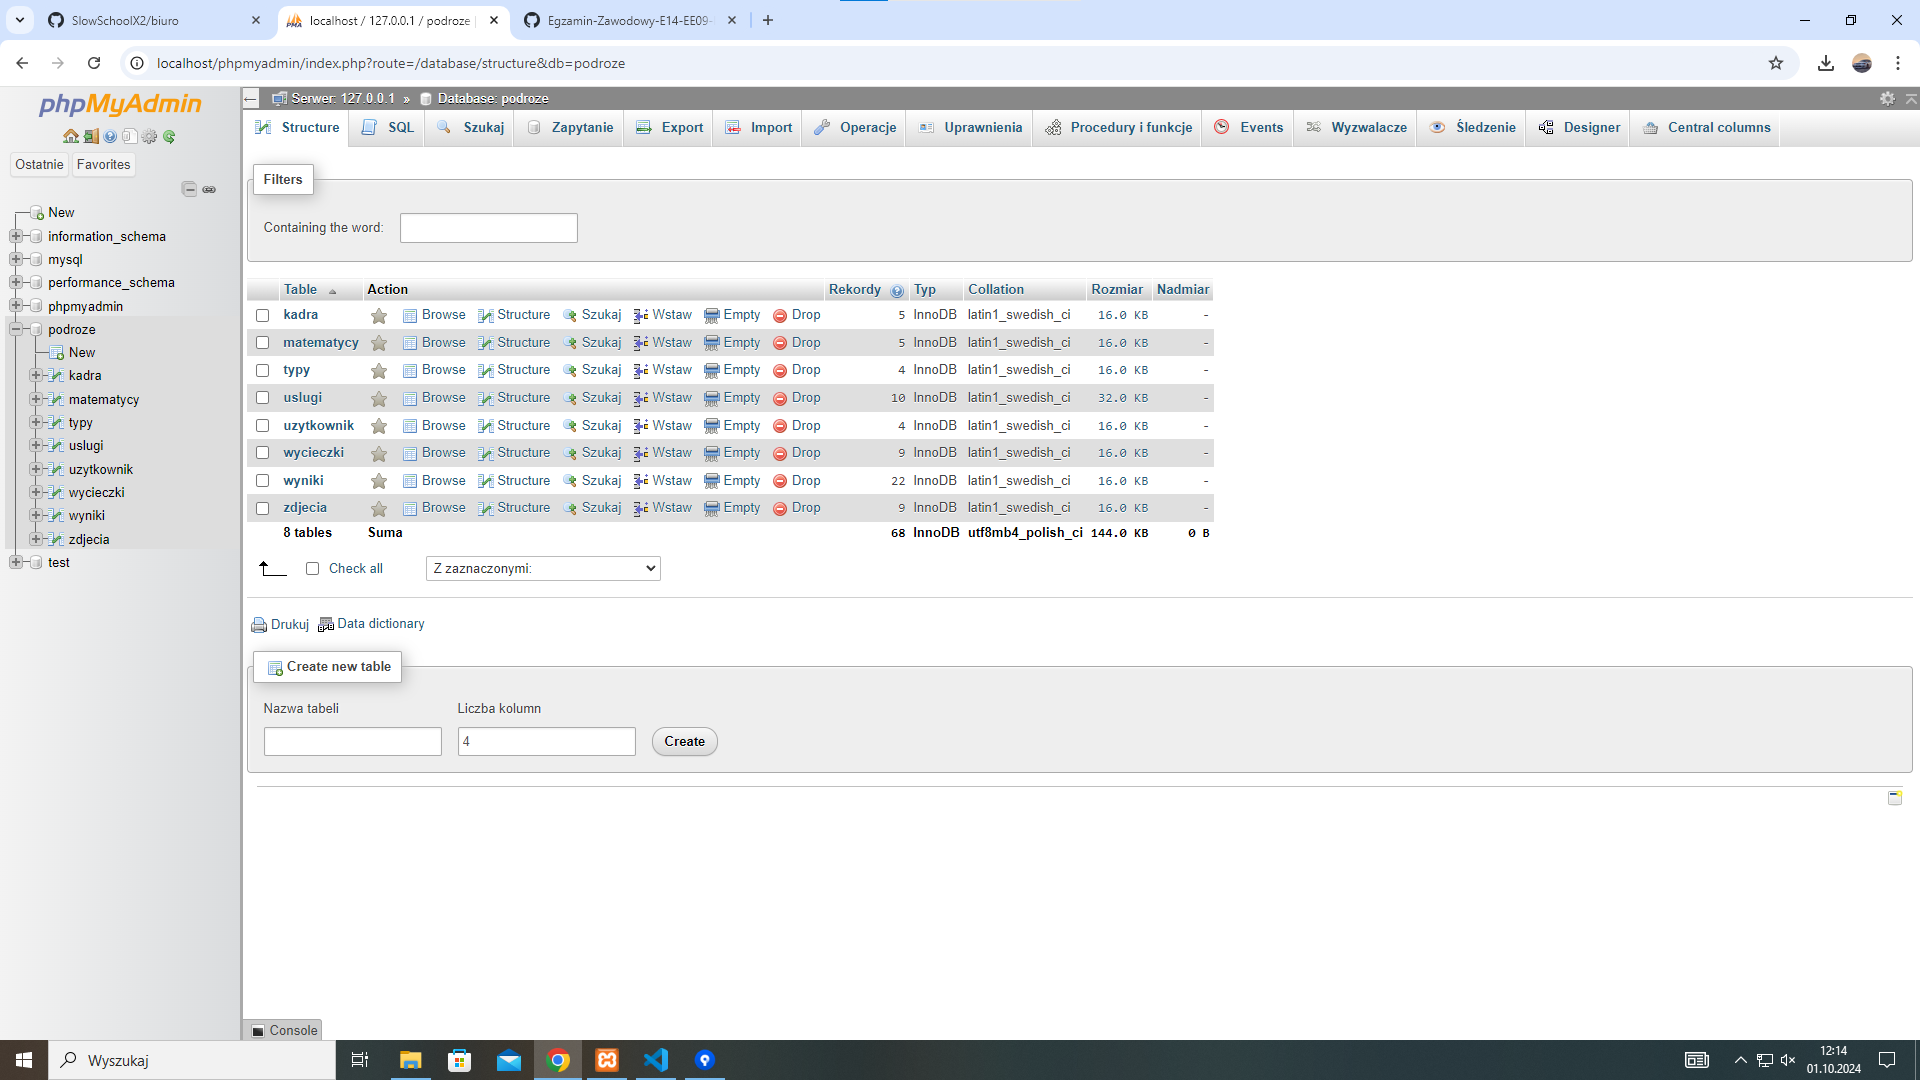 SlowSchoolX2/biuro
localhost / 127.0.0.1 / podroze |
Egzamin-Zawodowy-E14-EE09-
localhost/phpmyadmin/index.php?route=/database/structure&db=podroze
phpMyAdmin
Ostatnie Favorites
New
information_schema
mysql
performance_schema
phpmyadmin
podroze
New
kadra
matematycy
typy
uslugi
uzytkownik
wycieczki
wyniki
zdjecia
test
Serwer: 127.0.0.1 » Database: podroze
Structure SQL Szukaj Zapytanie Export Import Operacje Uprawnienia Procedury i funkcje Events Wyzwalacze Śledzenie Designer Central columns
Filters
Containing the word:
Table Action Rekordy Typ Collation Rozmiar Nadmiar
kadra Browse Structure Szukaj Wstaw Empty Drop 5 InnoDB latin1_swedish_ci 16.0 KB -
matematycy Browse Structure Szukaj Wstaw Empty Drop 5 InnoDB latin1_swedish_ci 16.0 KB -
typy Browse Structure Szukaj Wstaw Empty Drop 4 InnoDB latin1_swedish_ci 16.0 KB -
uslugi Browse Structure Szukaj Wstaw Empty Drop 10 InnoDB latin1_swedish_ci 32.0 KB -
uzytkownik Browse Structure Szukaj Wstaw Empty Drop 4 InnoDB latin1_swedish_ci 16.0 KB -
wycieczki Browse Structure Szukaj Wstaw Empty Drop 9 InnoDB latin1_swedish_ci 16.0 KB -
wyniki Browse Structure Szukaj Wstaw Empty Drop 22 InnoDB latin1_swedish_ci 16.0 KB -
zdjecia Browse Structure Szukaj Wstaw Empty Drop 9 InnoDB latin1_swedish_ci 16.0 KB -
8 tables Suma 68 InnoDB utf8mb4_polish_ci 144.0 KB 0 B
Check all Z zaznaczonymi:
Drukuj Data dictionary
Create new table
Nazwa tabeli Liczba kolumn
4 Create
Console
Wyszukaj
12:14
01.10.2024